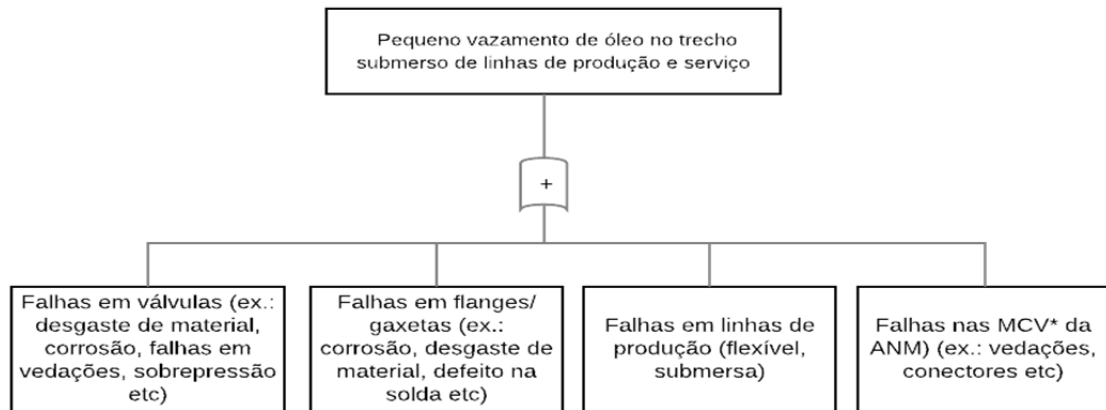 Pequeno vazamento de óleo no trecho
submerso de linhas de produção e serviço
+
Falhas em válvulas (ex.:
desgaste de material,
corrosão, falhas em
vedações, sobrepressão
etc)
Falhas em flanges/
gaxetas (ex.:
corrosão, desgaste de
material, defeito na
solda etc)
Falhas em linhas de
produção (flexível,
submersa)
Falhas nas MCV* da
ANM) (ex.: vedações,
conectores etc)